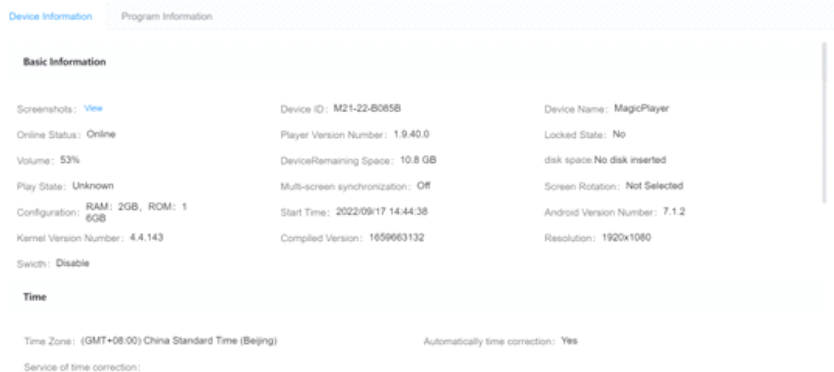 Device Information Program Information
Basic Information
Screenshots: View Device ID: M21-22-B085B Device Name: MagicPlayer
Online Status: Online Player Version Number: 1.9.40.0 Locked State: No
Volume: 53% DeviceRemaining Space: 10.8 GB disk space:No disk inserted
Play State: Unknown Multi-screen synchronization: Off Screen Rotation: Not Selected
Configuration: RAM: 2GB, ROM: 1
6GB Start Time: 2022/09/17 14:44:38 Android Version Number: 7.1.2
Kernel Version Number: 4.4.143 Compiled Version: 1659663132 Resolution: 1920x1080
Swicth: Disable
Time
Time Zone: (GMT+08:00) China Standard Time (Beijing) Automatically time correction: Yes
Service of time correction: